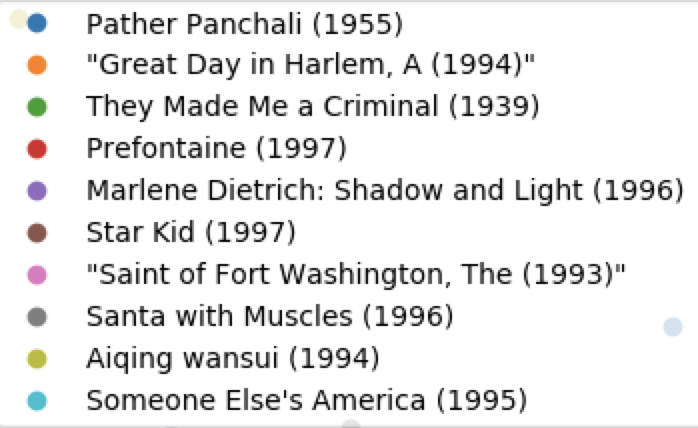 Pather Panchali (1955)
"Great Day in Harlem, A (1994)"
They Made Me a Criminal (1939)
Prefontaine (1997)
Marlene Dietrich: Shadow and Light (1996)
Star Kid (1997)
"Saint of Fort Washington, The (1993)"
Santa with Muscles (1996)
Aiqing wansui (1994)
Someone Else's America (1995)